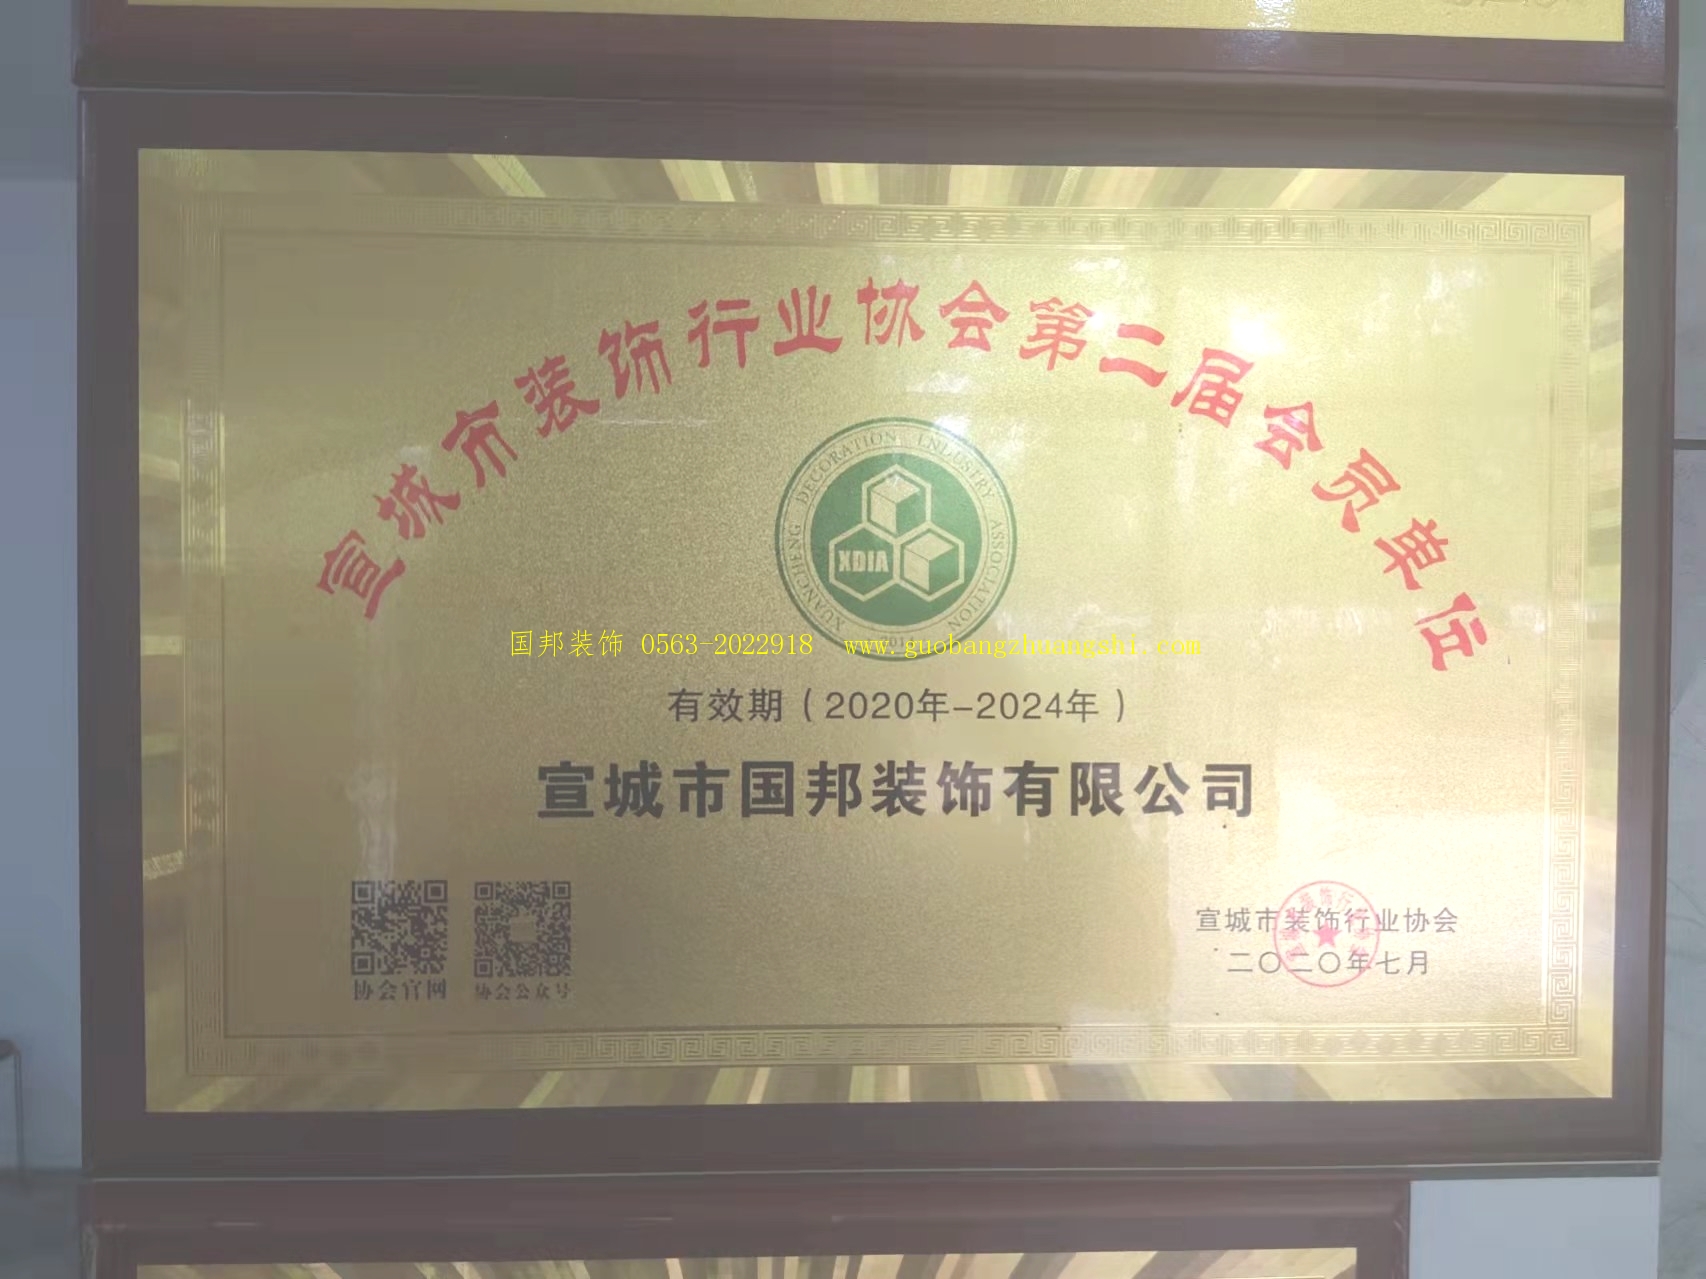 宣城市装饰行业协会第二届会员单位
XUANCHENG DECORATION INDUSTRY ASSOCIATION
XDIA
国邦装饰 0563-2022918 www.guobangzhuangshi.com
有效期（2020年-2024年）
宣城市国邦装饰有限公司
协会官网
协会公众号
宣城市装饰行业协会
二〇二〇年七月